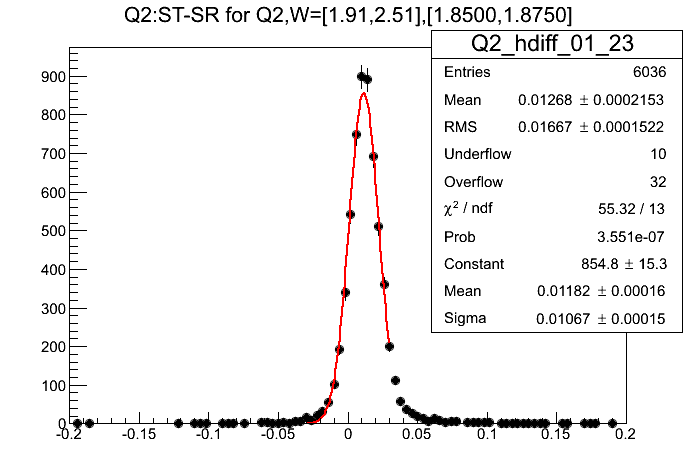 Q2:ST-SR for Q2,W=[1.91,2.51],[1.8500,1.8750]
Q2_hdiff_01_23
Entries 6036
Mean 0.01268 ± 0.0002153
RMS 0.01667 ± 0.0001522
Underflow 10
Overflow 32
χ² / ndf 55.32 / 13
Prob 3.551e-07
Constant 854.8 ± 15.3
Mean 0.01182 ± 0.00016
Sigma 0.01067 ± 0.00015
900
800
700
600
500
400
300
200
100
0
-0.2 -0.15 -0.1 -0.05 0 0.05 0.1 0.15 0.2